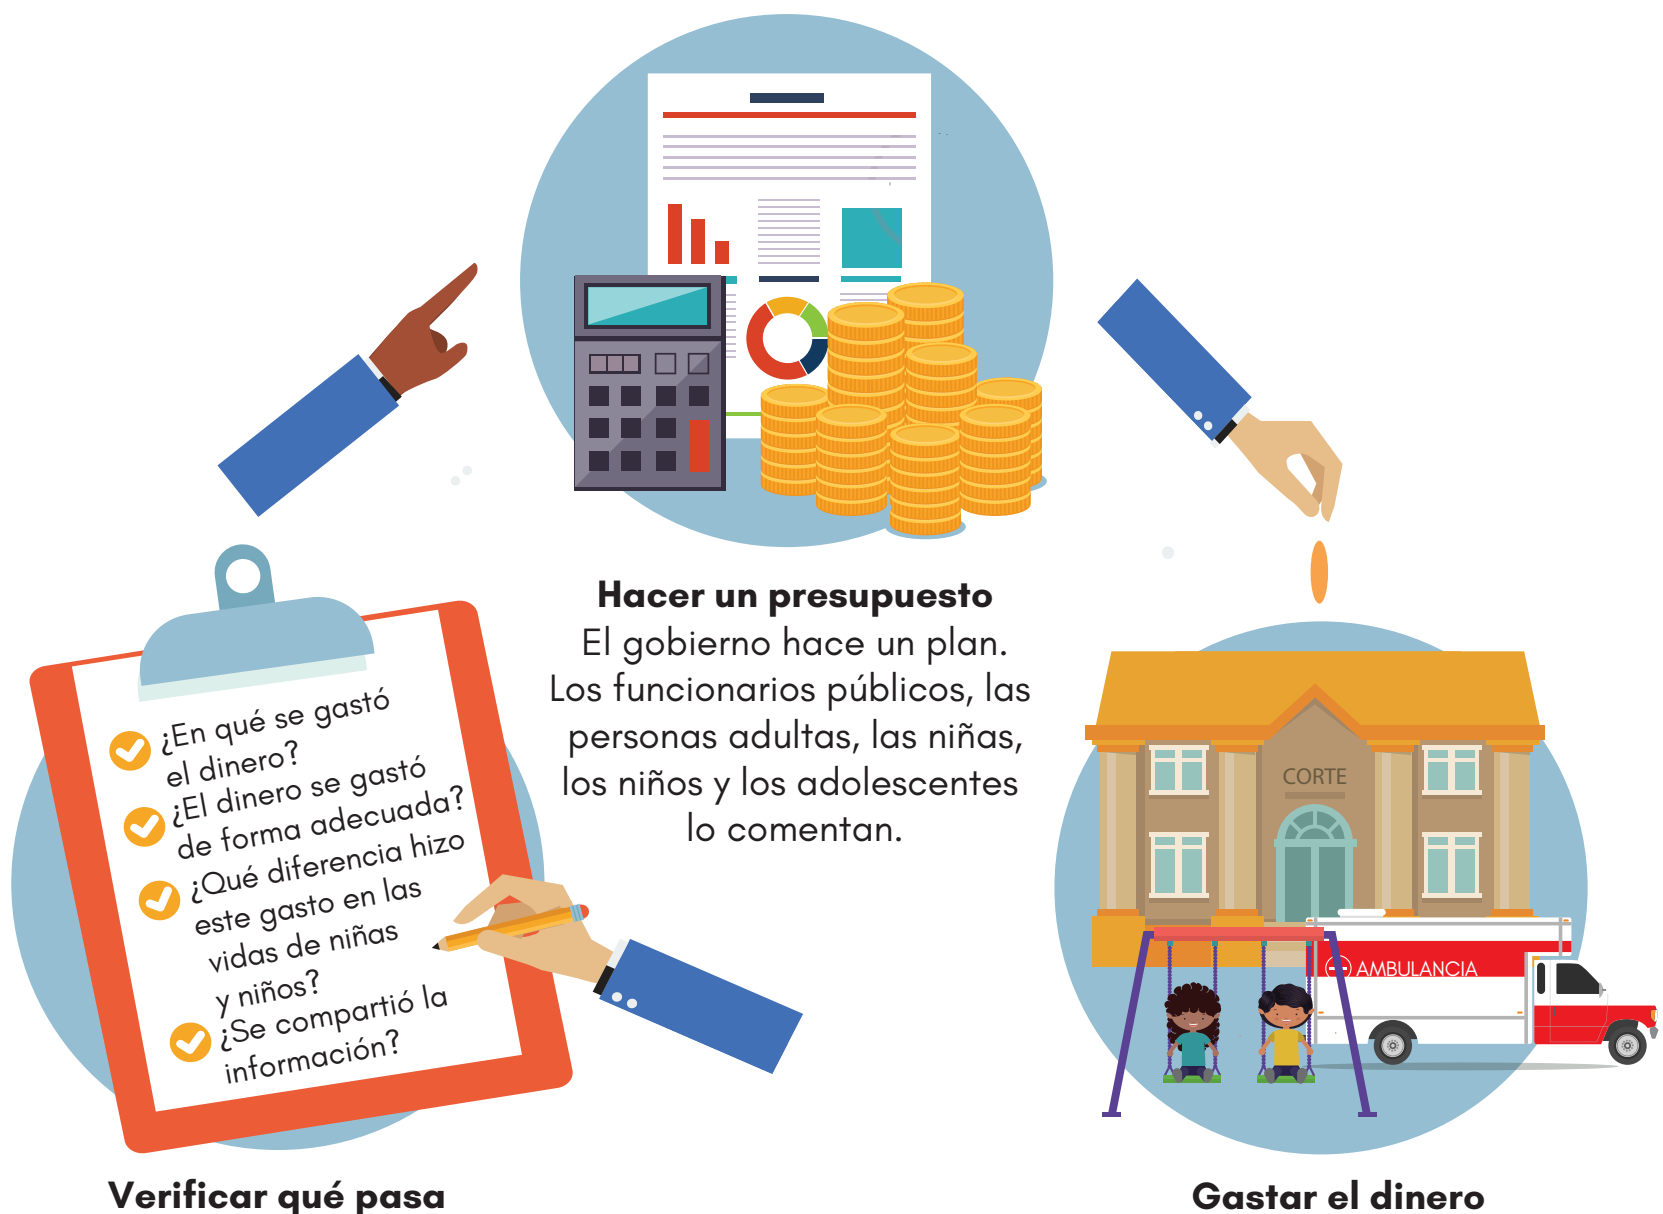 Hacer un presupuesto
El gobierno hace un plan.
Los funcionarios públicos, las
personas adultas, las niñas,
los niños y los adolescentes
lo comentan.
¿En qué se gastó
el dinero?
¿El dinero se gastó
de forma adecuada?
¿Qué diferencia hizo
este gasto en las
vidas de niñas
y niños?
¿Se compartió la
información?
Verificar qué pasa
CORTE
AMBULANCIA
Gastar el dinero